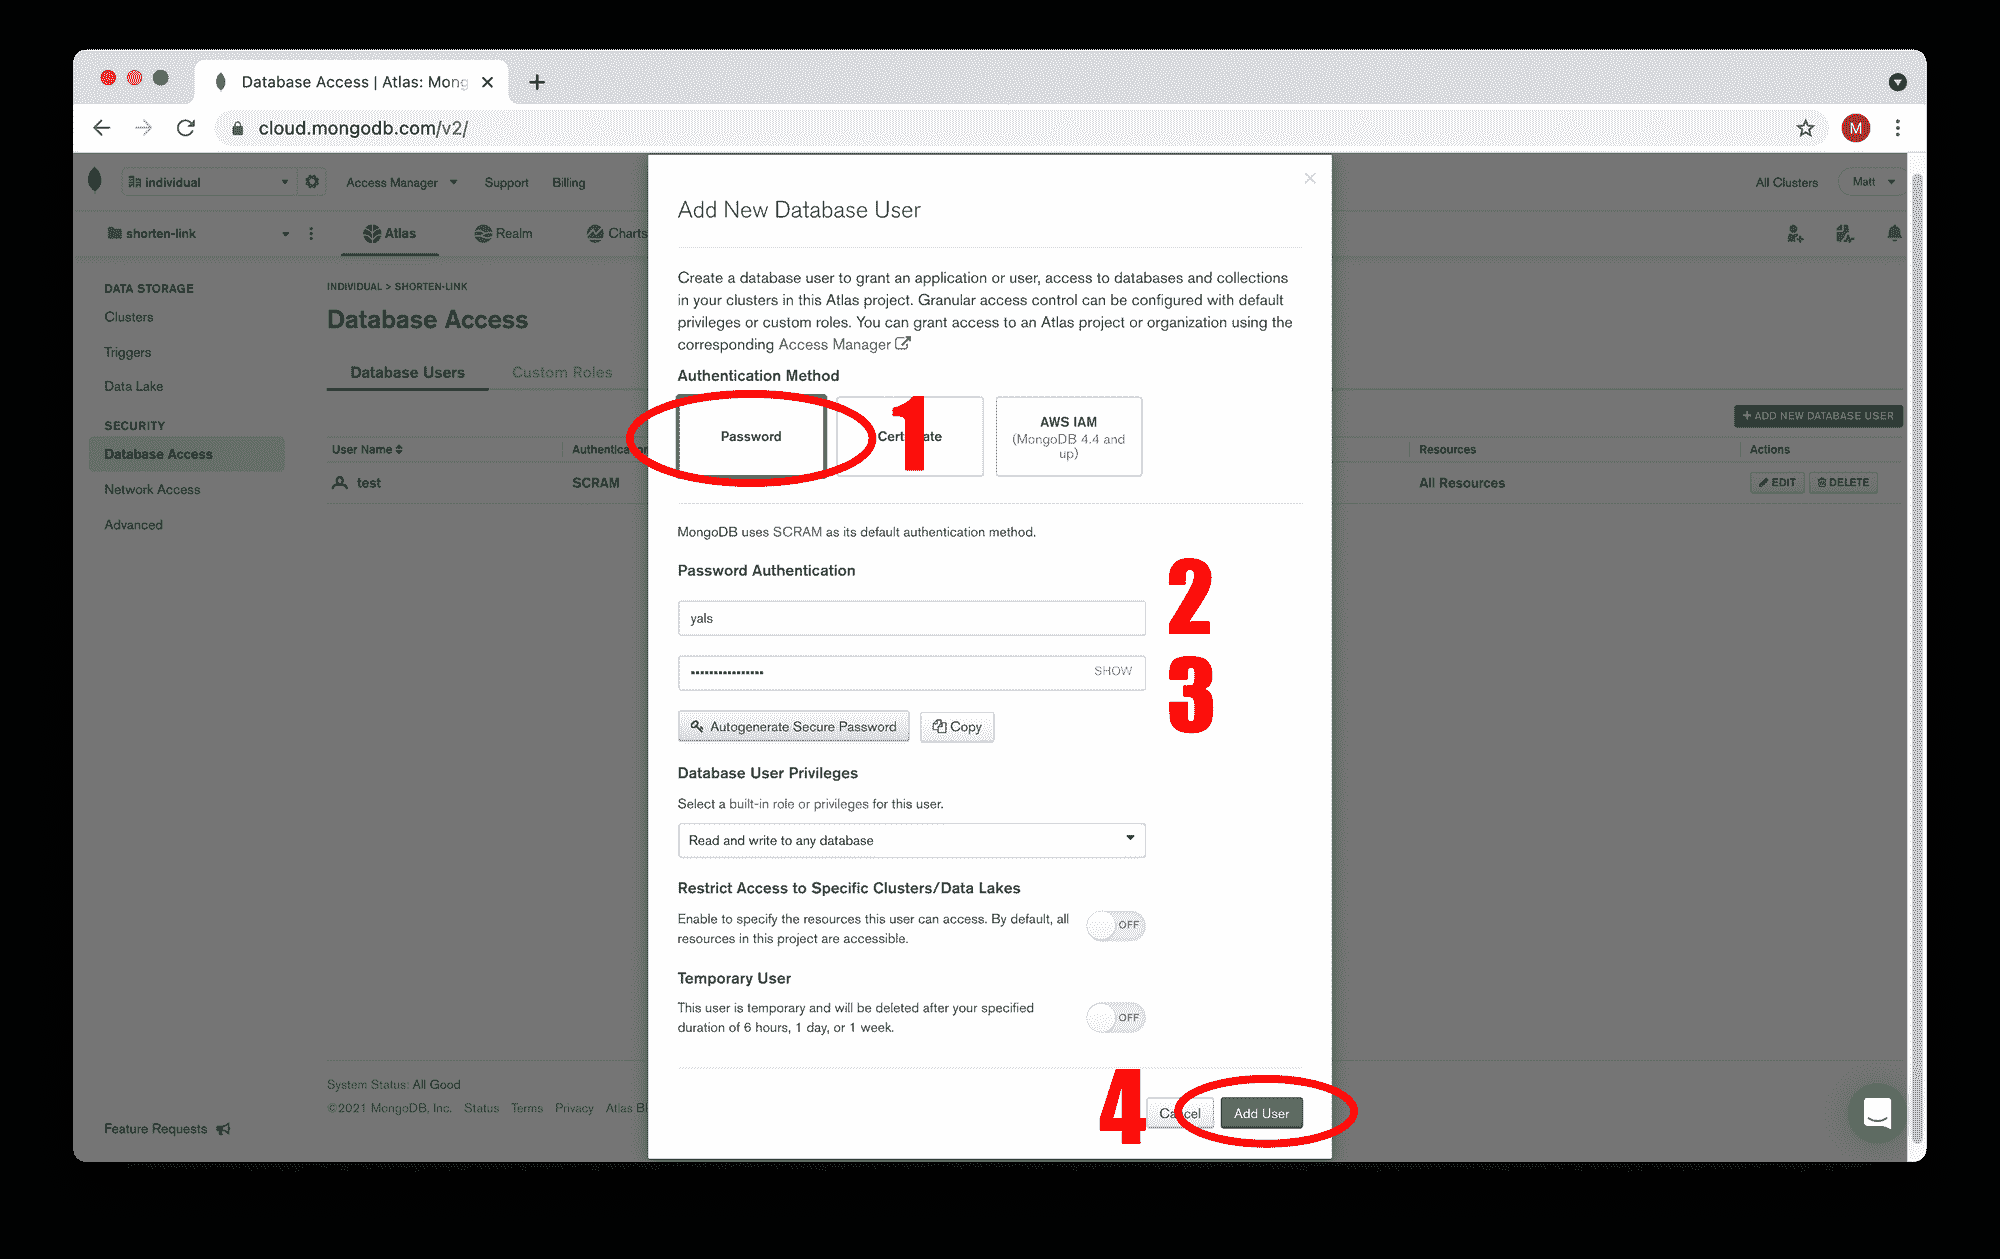 Database Access | Atlas: Mong
cloud.mongodb.com/v2/
M
individual
Access Manager
Support
Billing
All Clusters
Matt
shorten-link
Atlas
Realm
Charts
DATA STORAGE
Clusters
Triggers
Data Lake
SECURITY
Database Access
Network Access
Advanced
Feature Requests
INDIVIDUAL > SHORTEN-LINK
Database Access
Database Users
Custom Roles
+ ADD NEW DATABASE USER
User Name
Resources
Actions
test
SCRAM
All Resources
EDIT
DELETE
System Status: All Good
©2021 MongoDB, Inc. Status Terms Privacy Atlas
Add New Database User
Create a database user to grant an application or user, access to databases and collections
in your clusters in this Atlas project. Granular access control can be configured with default
privileges or custom roles. You can grant access to an Atlas project or organization using the
corresponding Access Manager
Authentication Method
Password
1
AWS IAM
(MongoDB 4.4 and
up)
MongoDB uses SCRAM as its default authentication method.
Password Authentication
yals
2
SHOW
3
Autogenerate Secure Password
Copy
Database User Privileges
Select a built-in role or privileges for this user.
Read and write to any database
Restrict Access to Specific Clusters/Data Lakes
Enable to specify the resources this user can access. By default, all
resources in this project are accessible.
OFF
Temporary User
This user is temporary and will be deleted after your specified
duration of 6 hours, 1 day, or 1 week.
OFF
4
Cancel
Add User